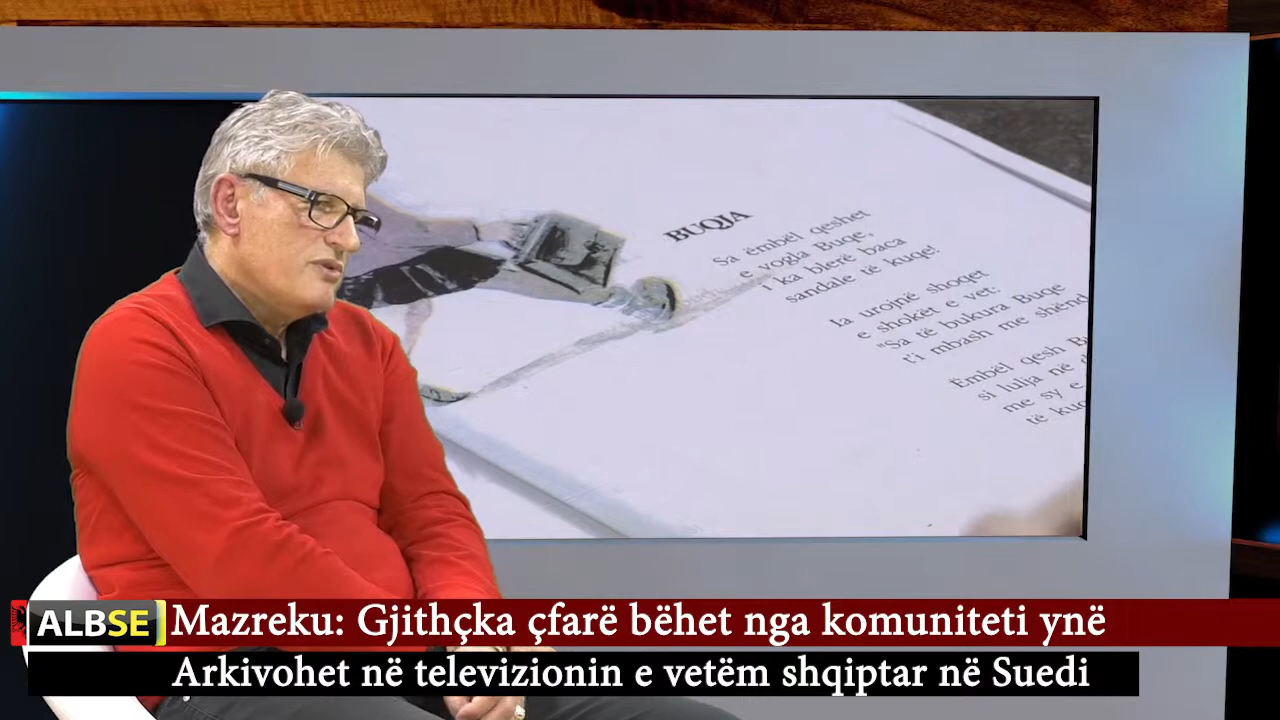 BUQJA
Sa ëmbël qeshet
e vogla Buqe,
i ka blerë baca
sandale të kuqe!
Ia urojnë shoqet
e shokët e vet:
"Sa të bukura Buqe
t'i mbash me shënd
Ëmbël qesh B
si lulja në
me sy e
të kuq
ALBSE
Mazreku: Gjithçka çfarë bëhet nga komuniteti ynë
Arkivohet në televizionin e vetëm shqiptar në Suedi